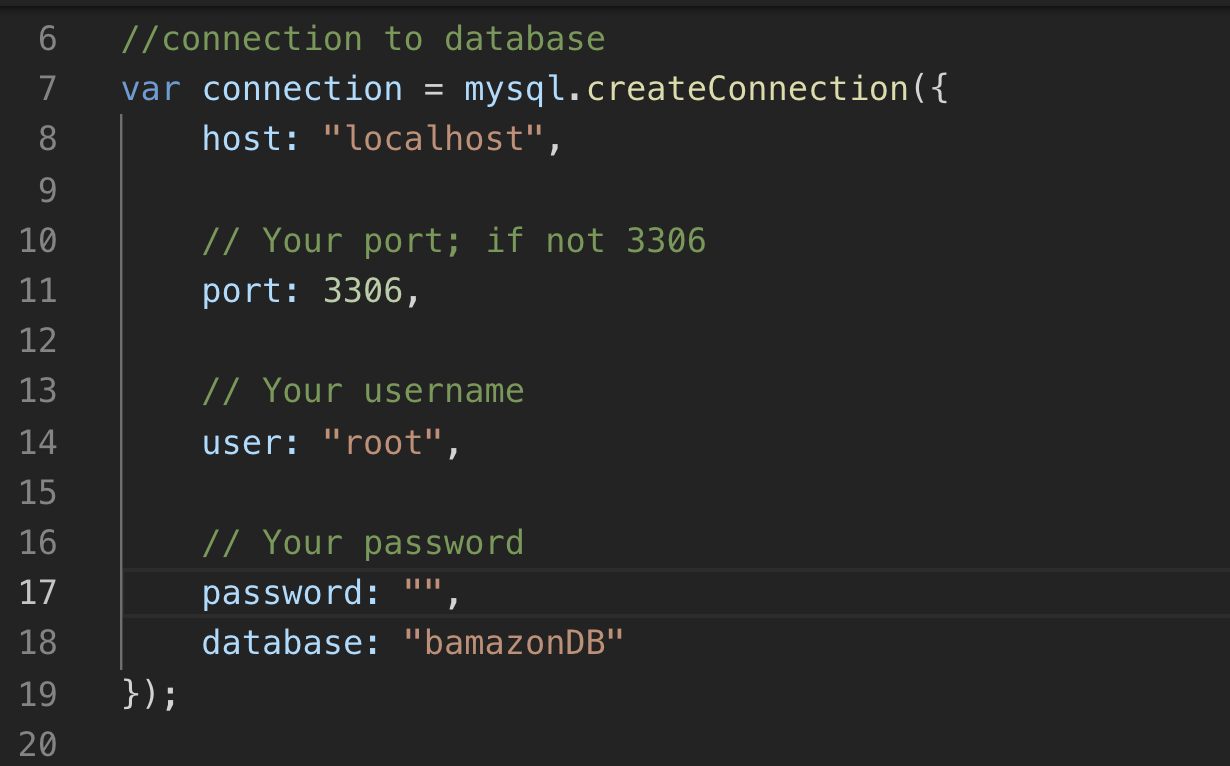 6 //connection to database
7 var connection = mysql.createConnection({
8 host: "localhost",
9
10 // Your port; if not 3306
11 port: 3306,
12
13 // Your username
14 user: "root",
15
16 // Your password
17 password: "",
18 database: "bamazonDB"
19 });
20